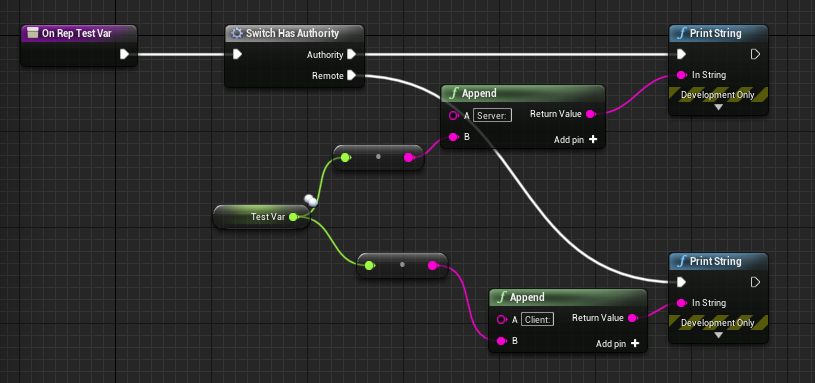 On Rep Test Var
Switch Has Authority
Authority
Remote
Print String
In String
Development Only
Append
A Server:
Return Value
B
Add pin
Test Var
Print String
In String
Development Only
Append
A Client:
Return Value
B
Add pin